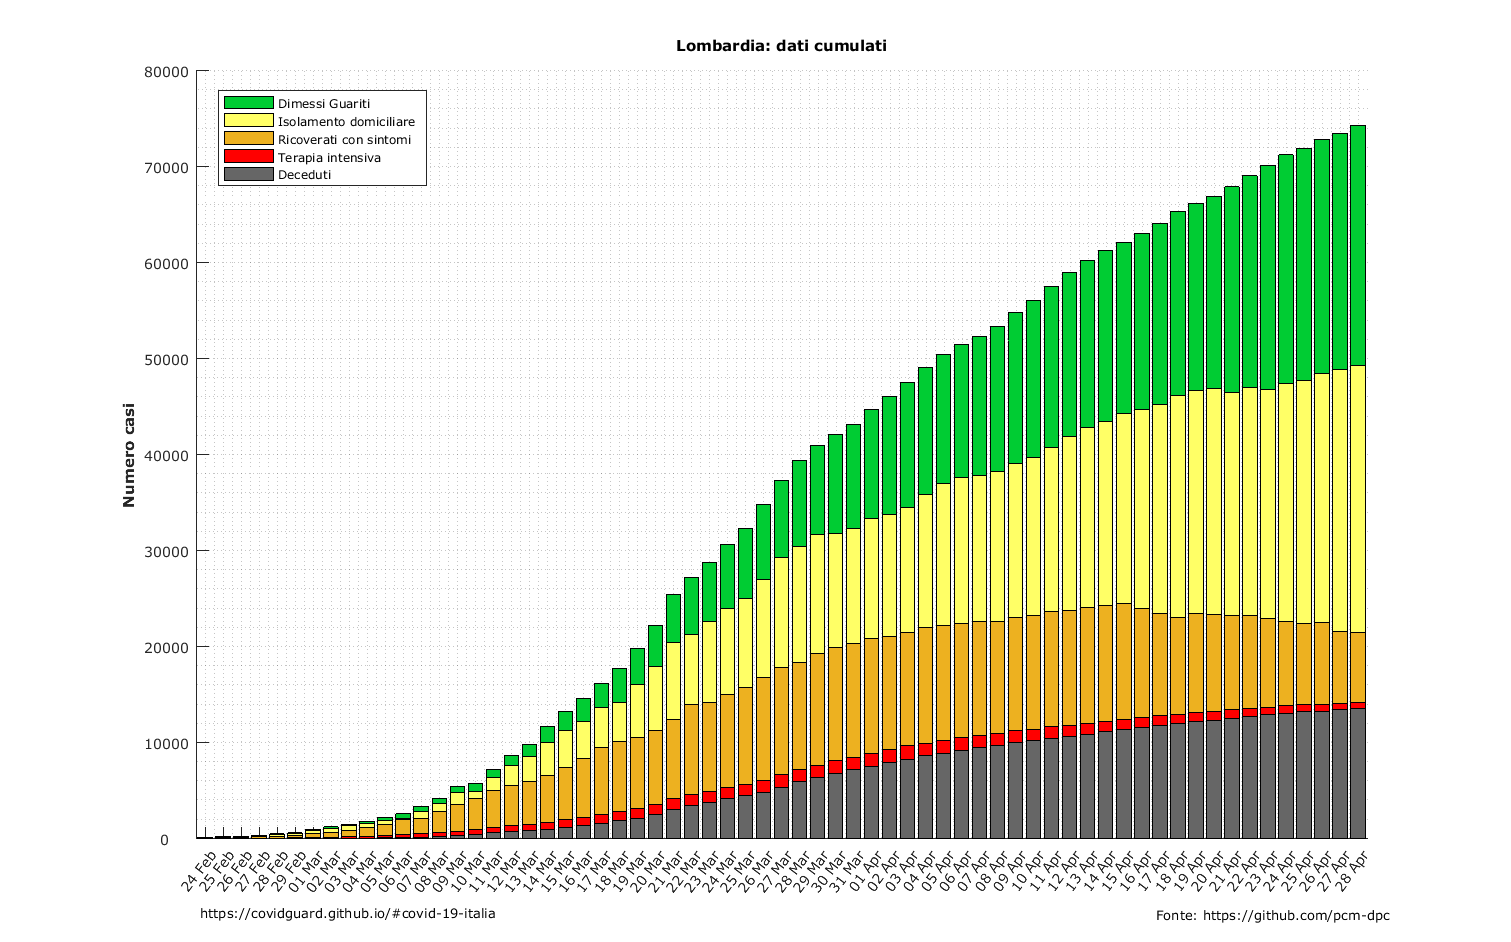 Lombardia: dati cumulati
80000
70000
60000
50000
40000
30000
20000
10000
0
Numero casi
Dimessi Guariti
Isolamento domiciliare
Ricoverati con sintomi
Terapia intensiva
Deceduti
24 Feb
25 Feb
26 Feb
27 Feb
28 Feb
29 Feb
01 Mar
02 Mar
03 Mar
04 Mar
05 Mar
06 Mar
07 Mar
08 Mar
09 Mar
10 Mar
11 Mar
12 Mar
13 Mar
14 Mar
15 Mar
16 Mar
17 Mar
18 Mar
19 Mar
20 Mar
21 Mar
22 Mar
23 Mar
24 Mar
25 Mar
26 Mar
27 Mar
28 Mar
29 Mar
30 Mar
31 Mar
01 Apr
02 Apr
03 Apr
04 Apr
05 Apr
06 Apr
07 Apr
08 Apr
09 Apr
10 Apr
11 Apr
12 Apr
13 Apr
14 Apr
15 Apr
16 Apr
17 Apr
18 Apr
19 Apr
20 Apr
21 Apr
22 Apr
23 Apr
24 Apr
25 Apr
26 Apr
27 Apr
28 Apr
https://covidguard.github.io/#covid-19-italia
Fonte: https://github.com/pcm-dpc